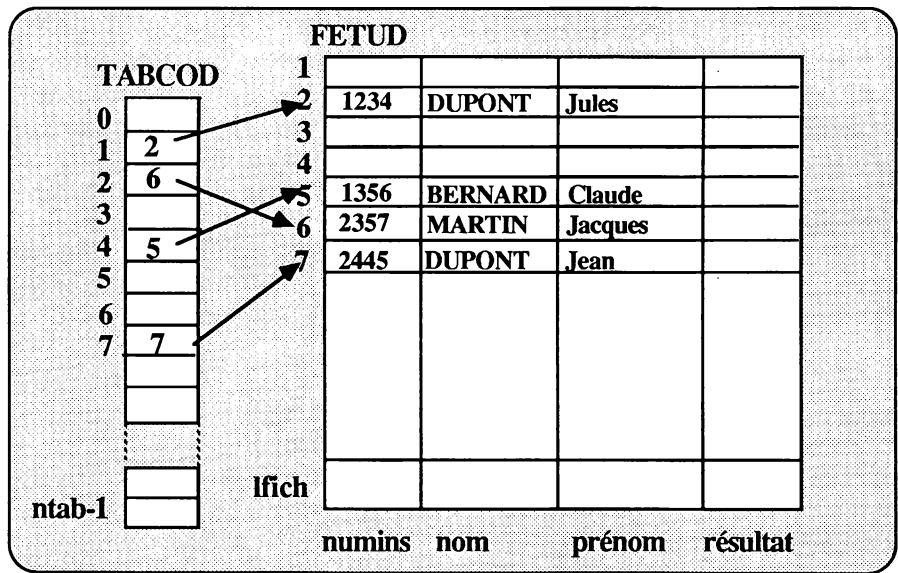 FETUD
TABCOD
1
2 1234 DUPONT Jules
3
4
5 1356 BERNARD Claude
6 2357 MARTIN Jacques
7 2445 DUPONT Jean
lfich
numins nom prénom résultat
0
1 2
2 6
3
4 5
5
6
7 7
ntab-1